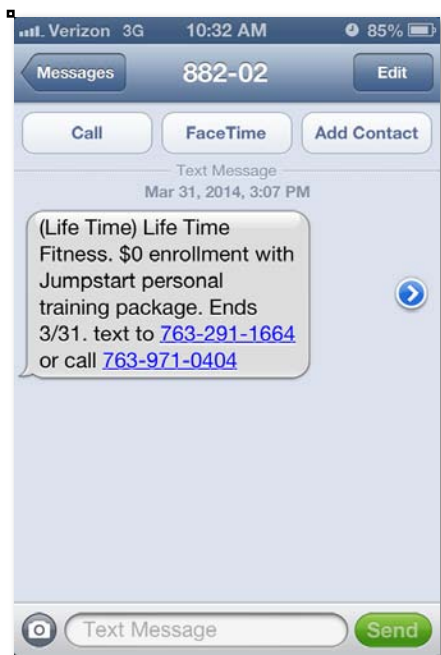 Verizon 3G 10:32 AM 85%
Messages 882-02 Edit
Call FaceTime Add Contact
Text Message
Mar 31, 2014, 3:07 PM
(Life Time) Life Time
Fitness. $0 enrollment with
Jumpstart personal
training package. Ends
3/31. text to 763-291-1664
or call 763-971-0404
Text Message Send